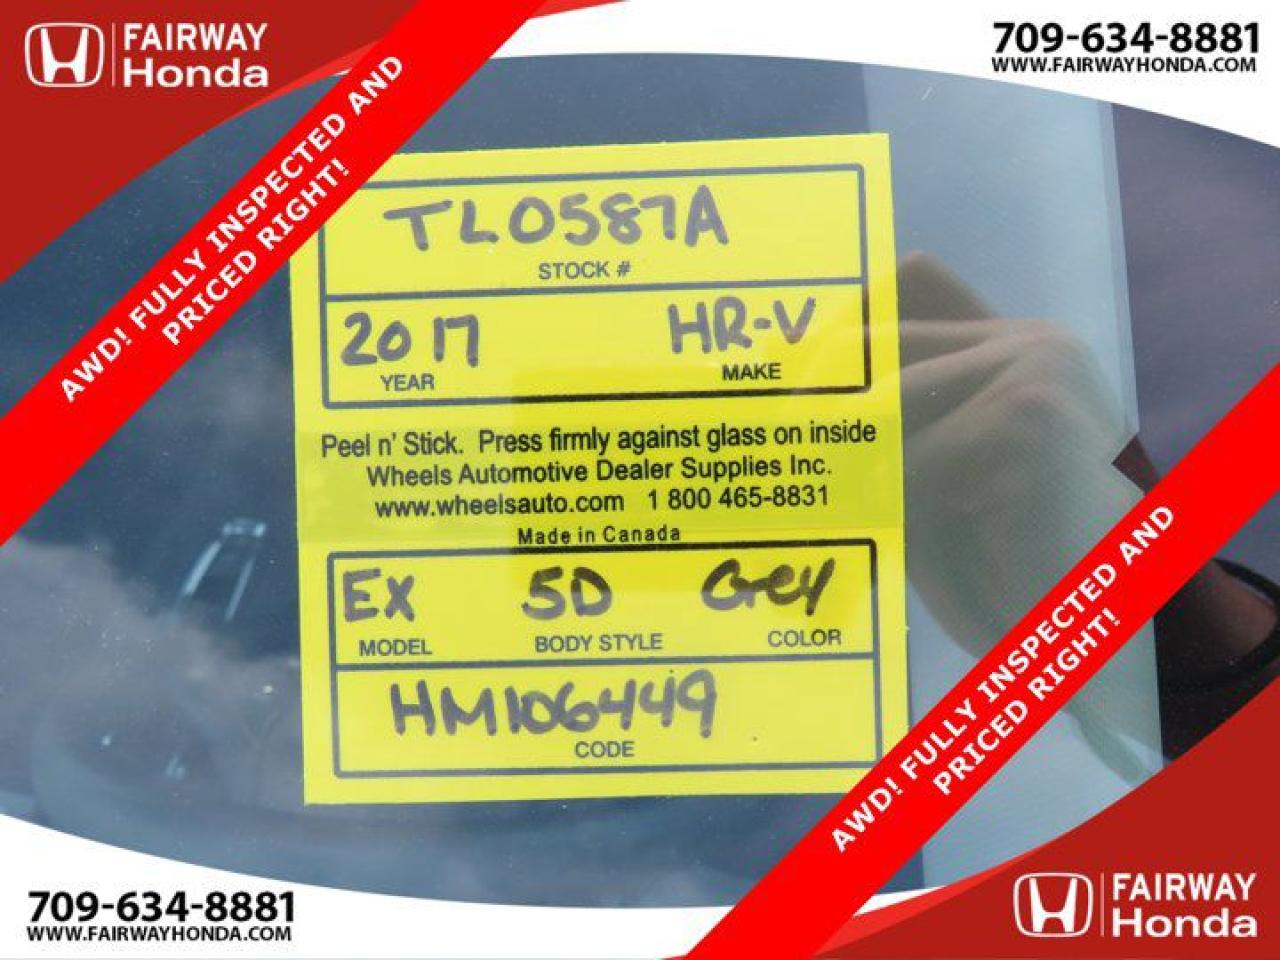 FAIRWAY
Honda
709-634-8881
WWW.FAIRWAYHONDA.COM
AWD! FULLY INSPECTED AND
PRICED RIGHT!
TL0587A
STOCK #
2017 HR-V
YEAR MAKE
Peel n' Stick. Press firmly against glass on inside
Wheels Automotive Dealer Supplies Inc.
www.wheelsauto.com 1 800 465-8831
Made in Canada
EX 5D Grey
MODEL BODY STYLE COLOR
HM106449
CODE
AWD! FULLY INSPECTED AND
PRICED RIGHT!
709-634-8881
WWW.FAIRWAYHONDA.COM
FAIRWAY
Honda